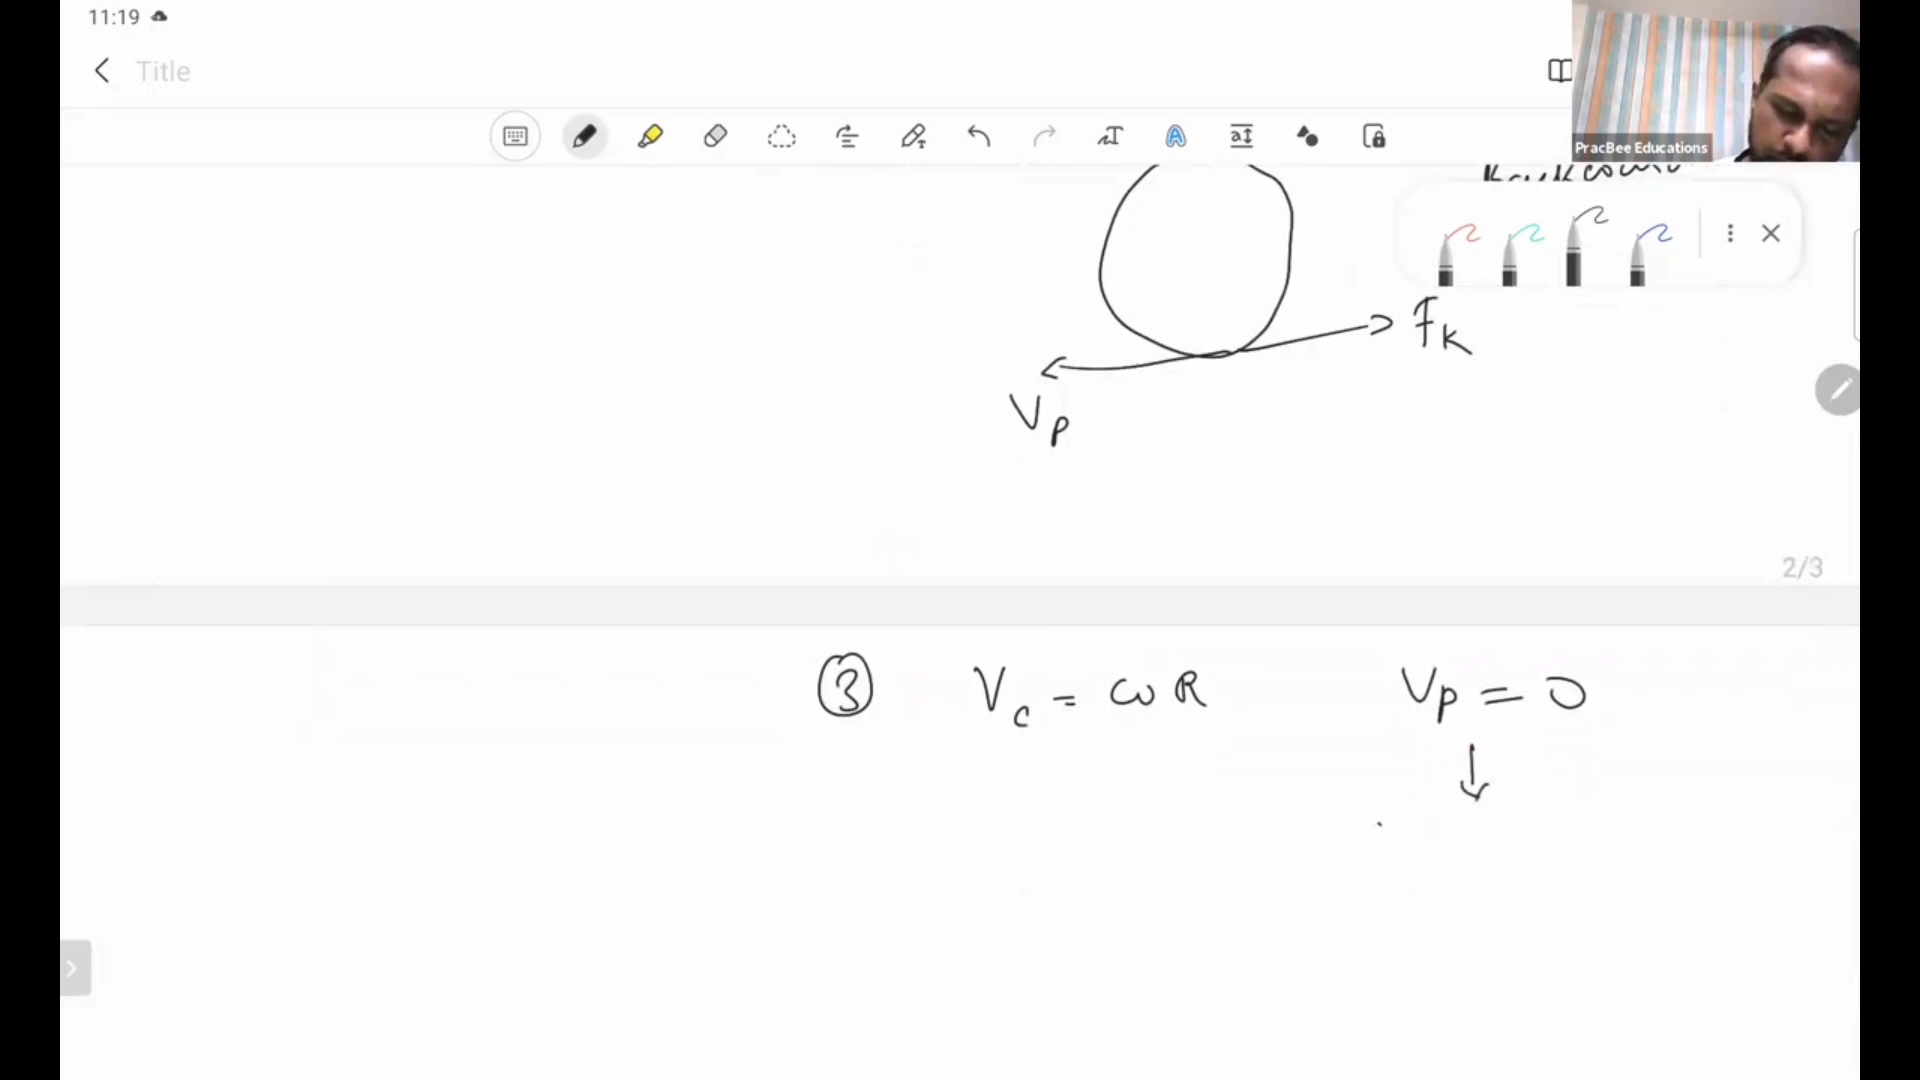 11:19
Title
PracBee Educations
f_K
V_P
2/3
③ V_c = ωR V_P = 0
↓